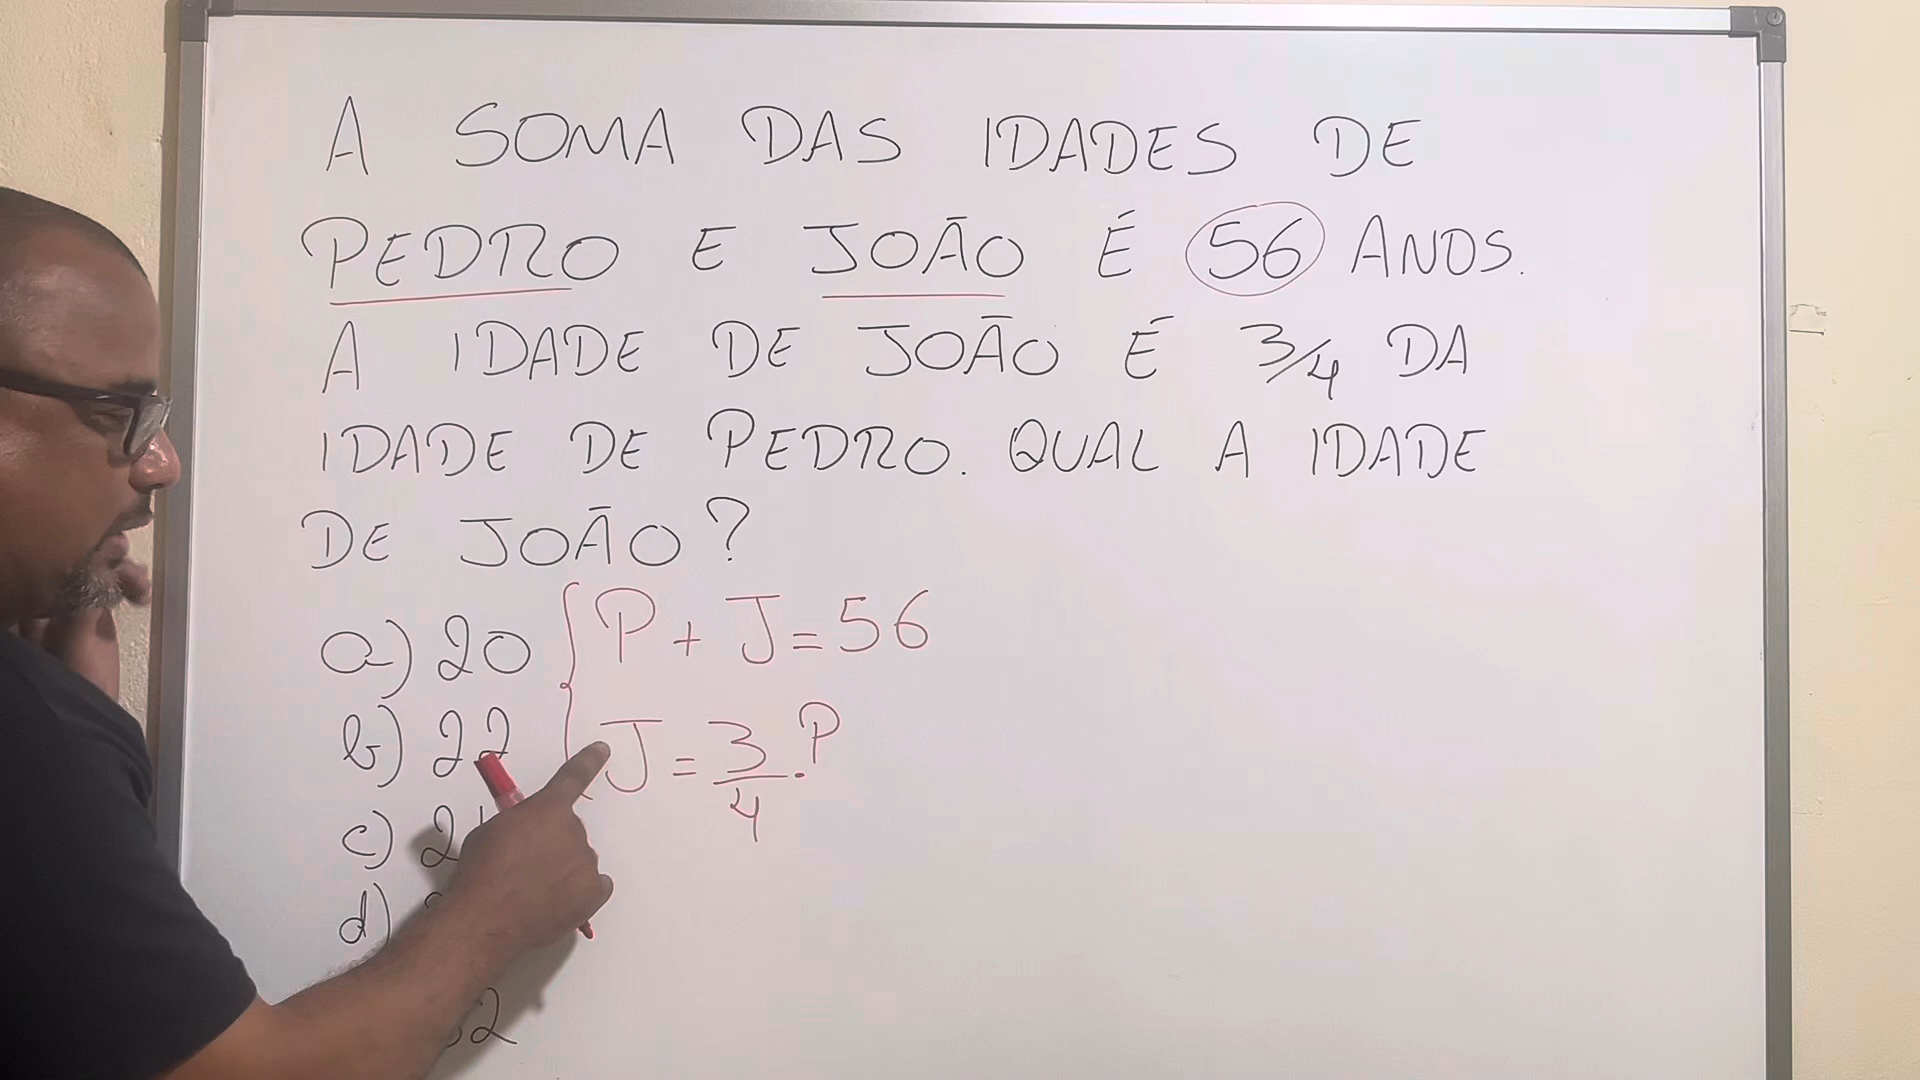 A SOMA DAS IDADES DE
PEDRO E JOÃO É 56 ANOS.
A IDADE DE JOÃO É 3/4 DA
IDADE DE PEDRO. QUAL A IDADE
DE JOÃO?
a) 20
b) 22
c)
d)
P + J = 56
J = 3/4 . P